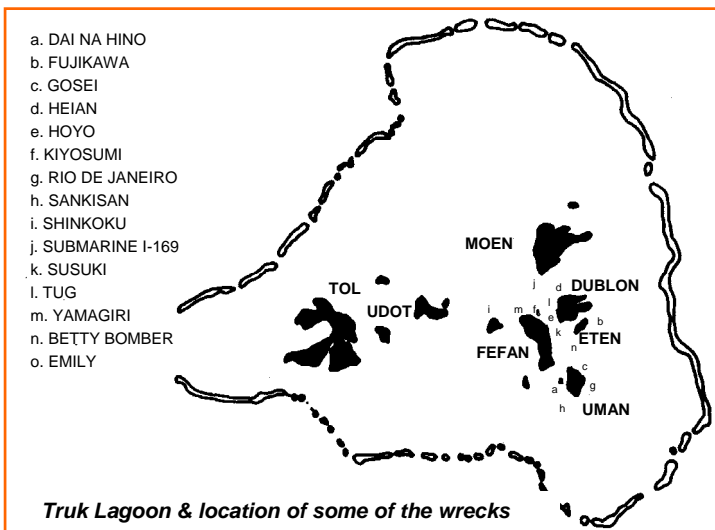 a. DAI NA HINO
b. FUJIKAWA
c. GOSEI
d. HEIAN
e. HOYO
f. KIYOSUMI
g. RIO DE JANEIRO
h. SANKISAN
i. SHINKOKU
j. SUBMARINE I-169
k. SUSUKI
l. TUG
m. YAMAGIRI
n. BETTY BOMBER
o. EMILY
MOEN
j d
TOL DUBLON
l
UDOT i m f
e b
k ETEN
FEFAN n
c
a g
h UMAN
Truk Lagoon & location of some of the wrecks